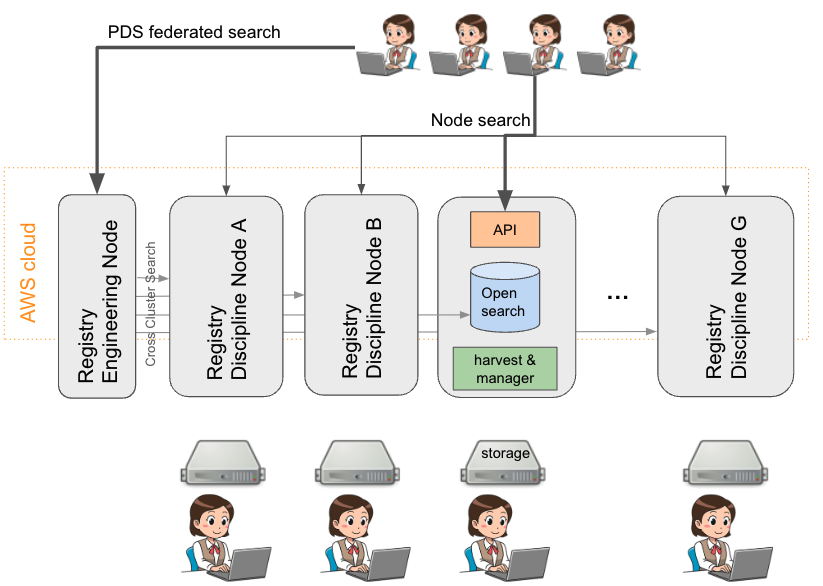 PDS federated search
Node search
AWS cloud
Registry
Engineering Node
Cross Cluster Search
Registry
Discipline Node A
Registry
Discipline Node B
API
Open
search
harvest &
manager
...
Registry
Discipline Node G
storage